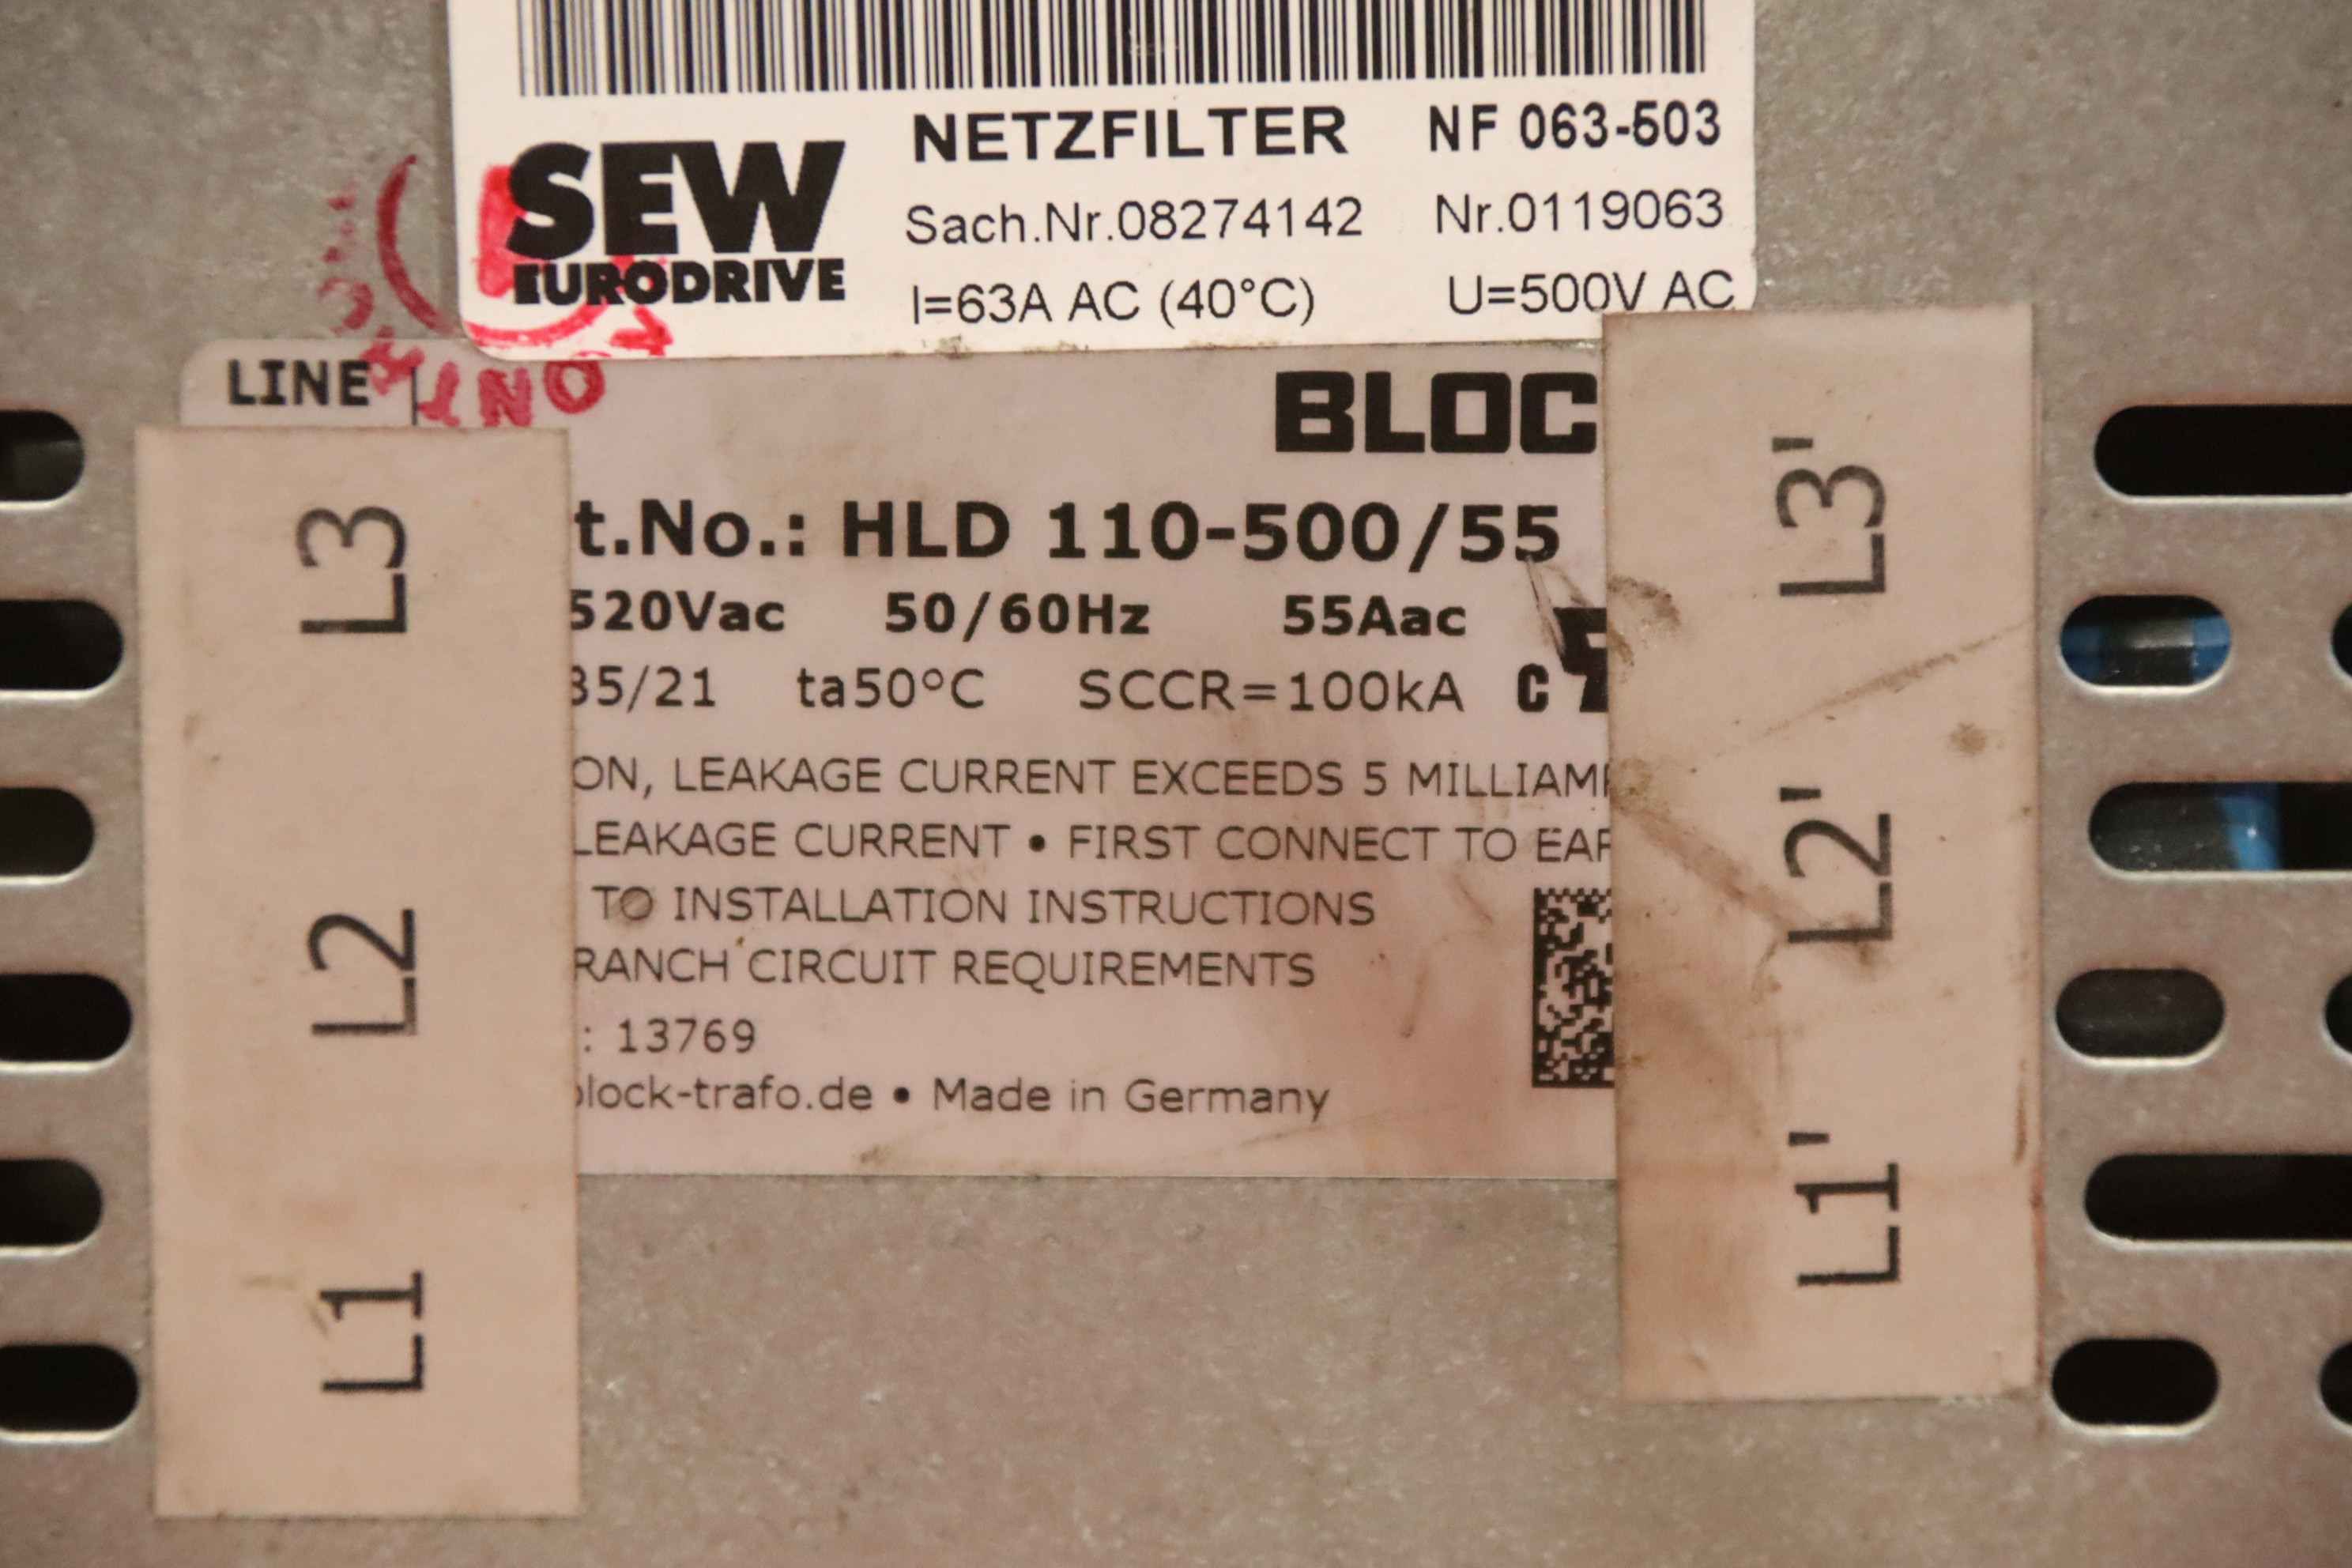 NETZFILTER NF 063-503
SEW
EURODRIVE
Sach.Nr.08274142 Nr.0119063
I=63A AC (40°C) U=500V AC
LINE
BLOC
t.No.: HLD 110-500/55
520Vac 50/60Hz 55Aac
35/21 ta50°C SCCR=100kA c
ON, LEAKAGE CURRENT EXCEEDS 5 MILLIAM
LEAKAGE CURRENT • FIRST CONNECT TO EAR
TO INSTALLATION INSTRUCTIONS
RANCH CIRCUIT REQUIREMENTS
: 13769
block-trafo.de • Made in Germany
L3
L2
L1
L3'
L2'
L1'